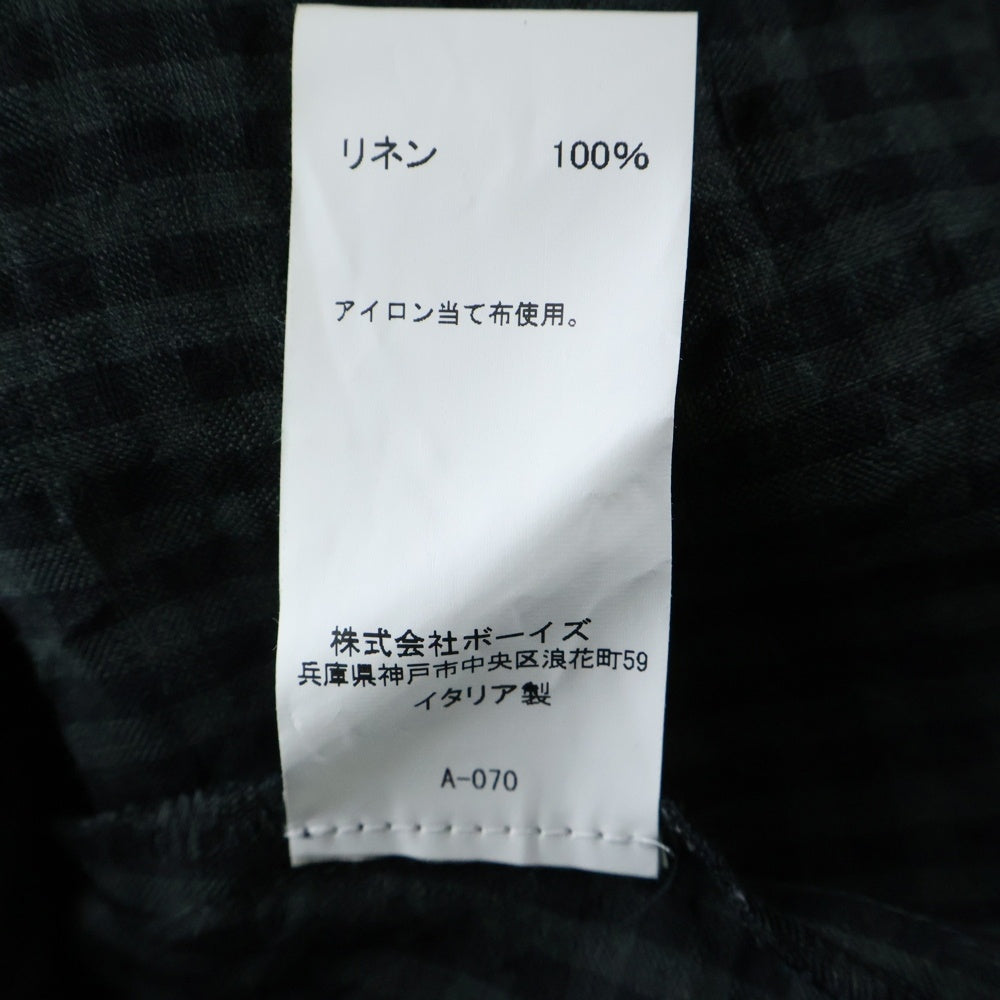 リネン 100%
アイロン当て布使用。
株式会社ボーイズ
兵庫県神戸市中央区浪花町59
イタリア製
A-070